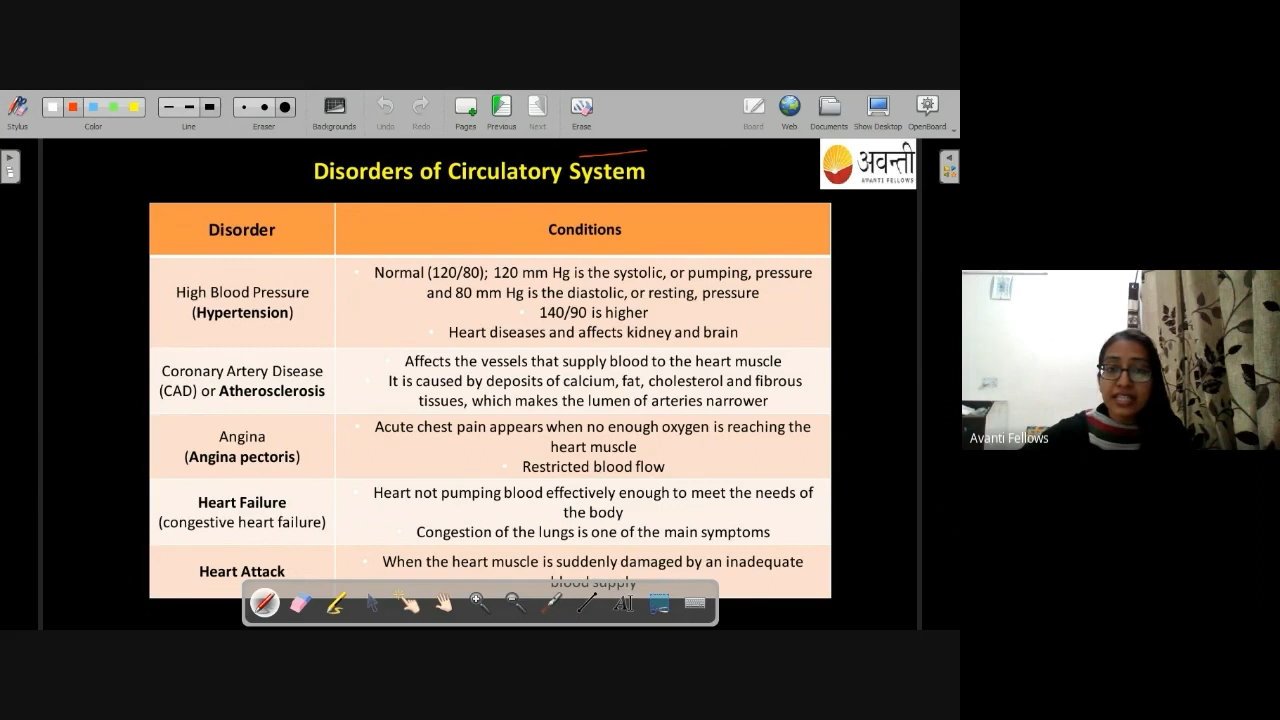 Stylus
Color
Line
Eraser
Backgrounds
Undo
Redo
Pages
Previous
Next
Erase
Board
Web
Documents
Show Desktop
OpenBoard
Disorders of Circulatory System
अवन्ती
AVANTI FELLOWS
Disorder
Conditions
High Blood Pressure
(Hypertension)
Normal (120/80); 120 mm Hg is the systolic, or pumping, pressure
and 80 mm Hg is the diastolic, or resting, pressure
140/90 is higher
Heart diseases and affects kidney and brain
Coronary Artery Disease
(CAD) or Atherosclerosis
Affects the vessels that supply blood to the heart muscle
It is caused by deposits of calcium, fat, cholesterol and fibrous
tissues, which makes the lumen of arteries narrower
Angina
(Angina pectoris)
Acute chest pain appears when no enough oxygen is reaching the
heart muscle
Restricted blood flow
Heart Failure
(congestive heart failure)
Heart not pumping blood effectively enough to meet the needs of
the body
Congestion of the lungs is one of the main symptoms
Heart Attack
When the heart muscle is suddenly damaged by an inadequate
blood supply
AI
Avanti Fellows